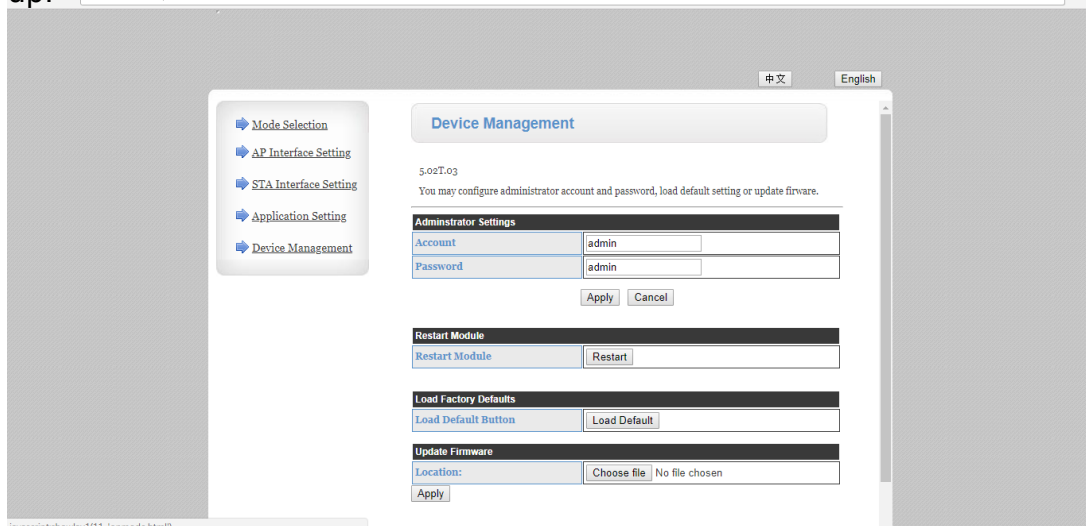 中文 English
Mode Selection
AP Interface Setting
STA Interface Setting
Application Setting
Device Management
Device Management
5.02T.03
You may configure administrator account and password, load default setting or update firware.
Adminstrator Settings
Account admin
Password admin
Apply Cancel
Restart Module
Restart Module Restart
Load Factory Defaults
Load Default Button Load Default
Update Firmware
Location: Choose file No file chosen
Apply